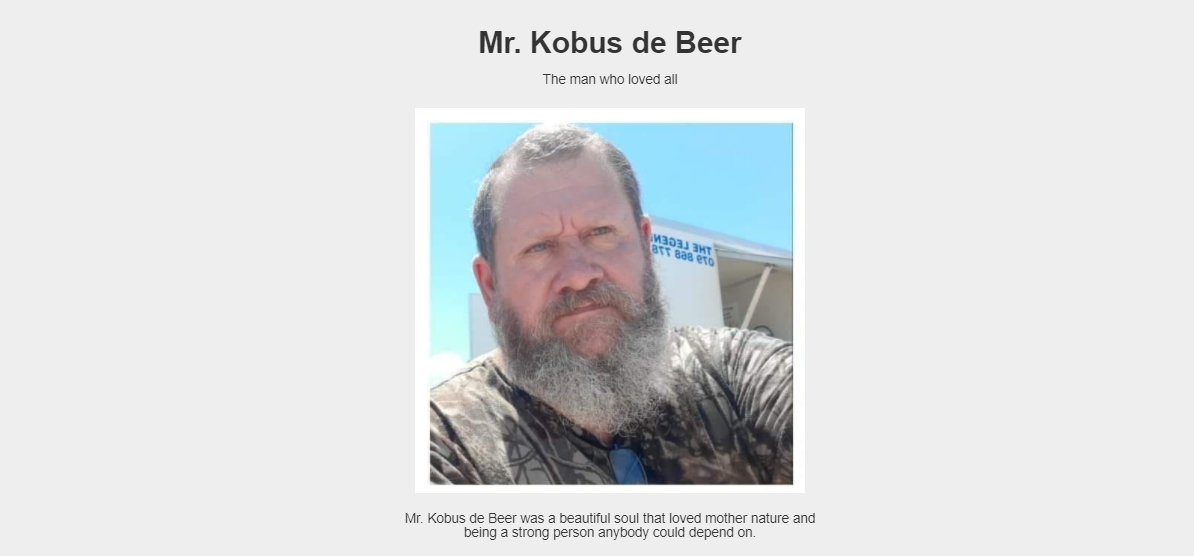 Mr. Kobus de Beer
The man who loved all
THE LEGEN
079 868 778
Mr. Kobus de Beer was a beautiful soul that loved mother nature and
being a strong person anybody could depend on.